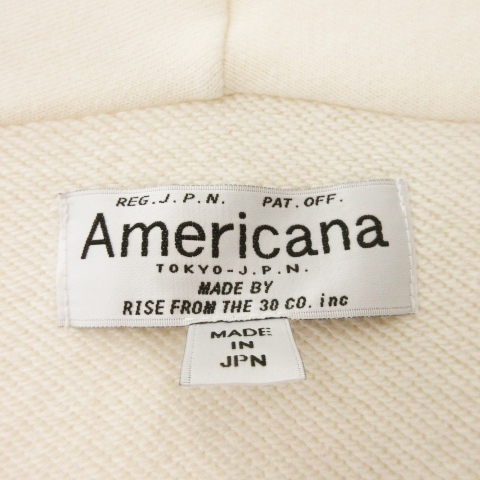 REG.J.P.N. PAT.OFF.
Americana
TOKYO-J.P.N.
MADE BY
RISE FROM THE 30 CO. inc
MADE
IN
JPN